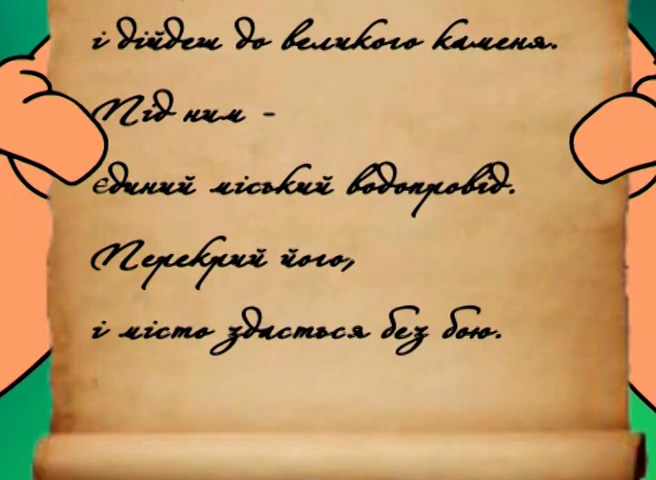 і дійдеш до великого каменя.
Під ним -
єдиний міський водопровід.
Перекрий його,
і місто здасться без бою.